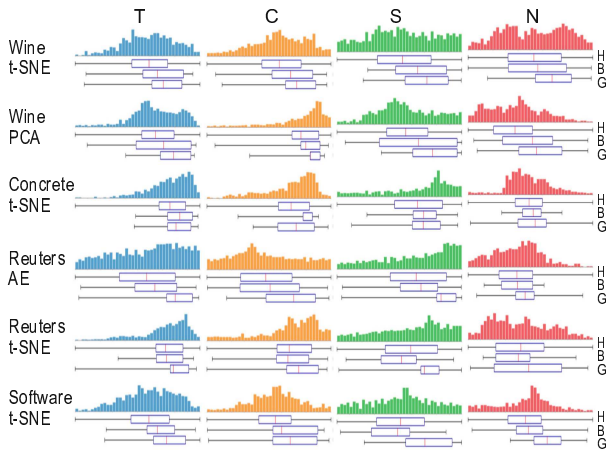 T C S N
Wine
t-SNE
H
B
G
Wine
PCA
H
B
G
Concrete
t-SNE
H
B
G
Reuters
AE
H
B
G
Reuters
t-SNE
H
B
G
Software
t-SNE
H
B
G